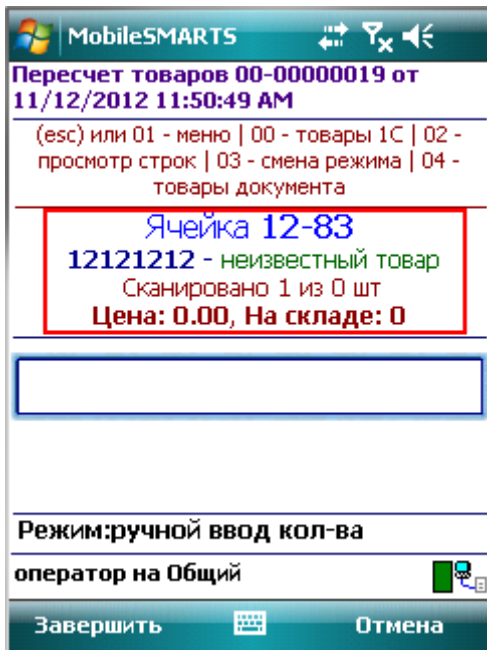 MobileSMARTS
Пересчет товаров 00-00000019 от
11/12/2012 11:50:49 AM
(esc) или 01 - меню | 00 - товары 1С | 02 -
просмотр строк | 03 - смена режима | 04 -
товары документа
Ячейка 12-83
12121212 - неизвестный товар
Сканировано 1 из 0 шт
Цена: 0.00, На складе: 0
Режим:ручной ввод кол-ва
оператор на Общий
Завершить Отмена